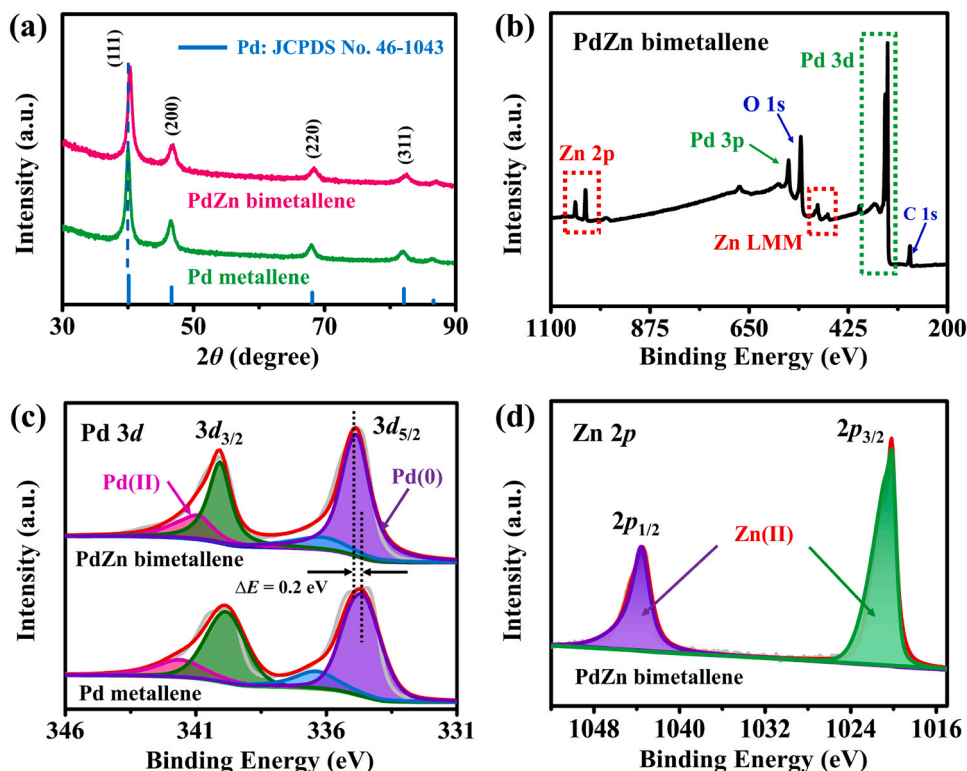 (a)
Pd: JCPDS No. 46-1043
(111)
(200)
(220)
(311)
PdZn bimetallene
Pd metallene
Intensity (a.u.)
30 50 70 90
2θ (degree)
(b)
PdZn bimetallene
Pd 3d
O 1s
Pd 3p
Zn 2p
Zn LMM
C 1s
Intensity (a.u.)
1100 875 650 425 200
Binding Energy (eV)
(c)
Pd 3d
3d3/2
3d5/2
Pd(II)
Pd(0)
PdZn bimetallene
ΔE = 0.2 eV
Pd metallene
Intensity (a.u.)
346 341 336 331
Binding Energy (eV)
(d)
Zn 2p
2p3/2
2p1/2
Zn(II)
PdZn bimetallene
Intensity (a.u.)
1048 1040 1032 1024 1016
Binding Energy (eV)